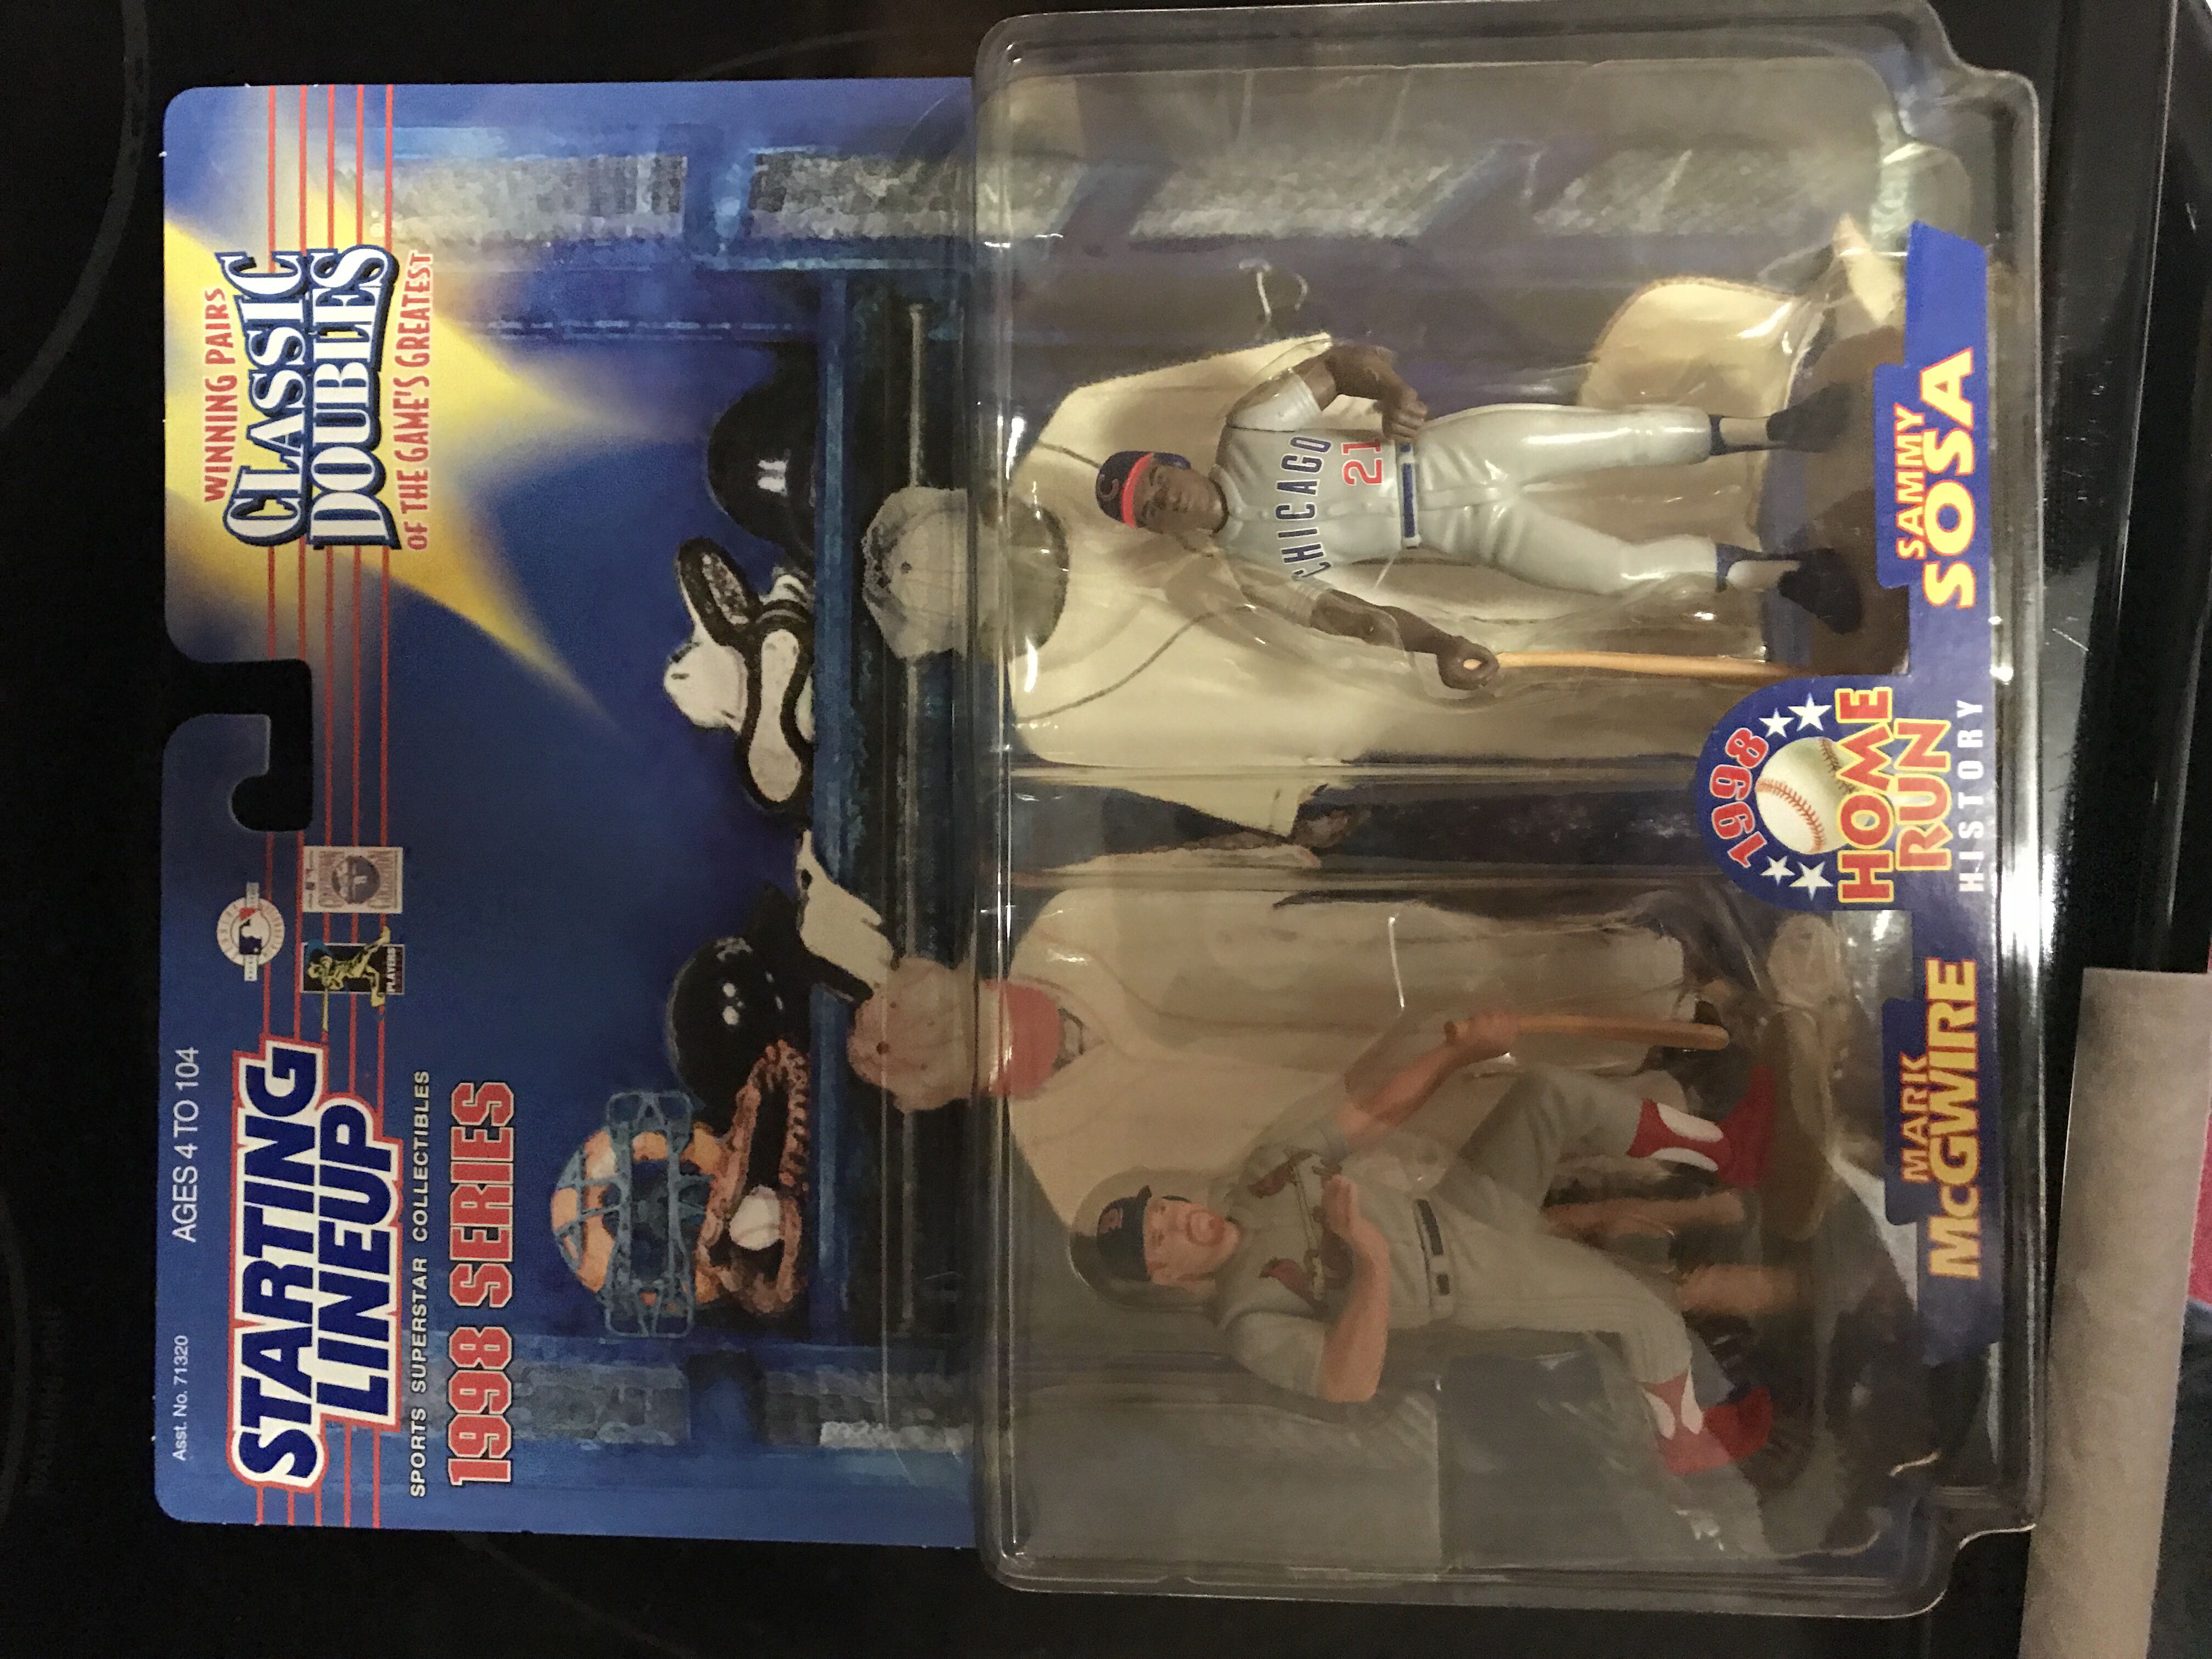 Asst. No. 71320
AGES 4 TO 104
STARTING
LINEUP
SPORTS SUPERSTAR COLLECTIBLES
1998 SERIES
PLAYERS
WINNING PAIRS
CLASSIC
DOUBLES
OF THE GAME'S GREATEST
CHICAGO
21
1998
HOME
RUN
HISTORY
MARK
McGWIRE
SAMMY
SOSA